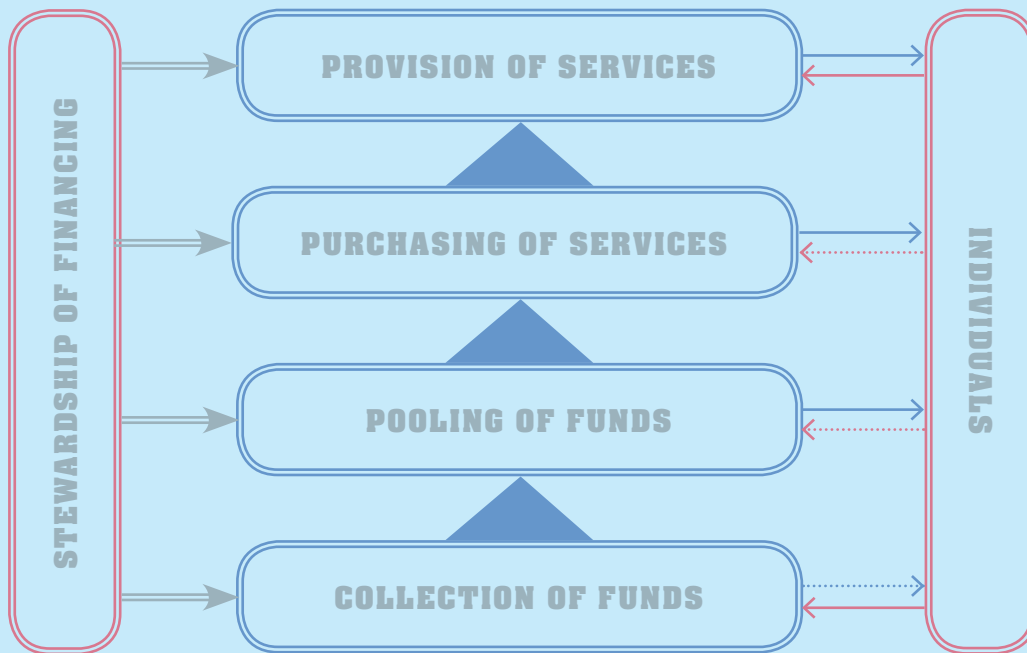 STEWARDSHIP OF FINANCING
PROVISION OF SERVICES
PURCHASING OF SERVICES
POOLING OF FUNDS
COLLECTION OF FUNDS
INDIVIDUALS